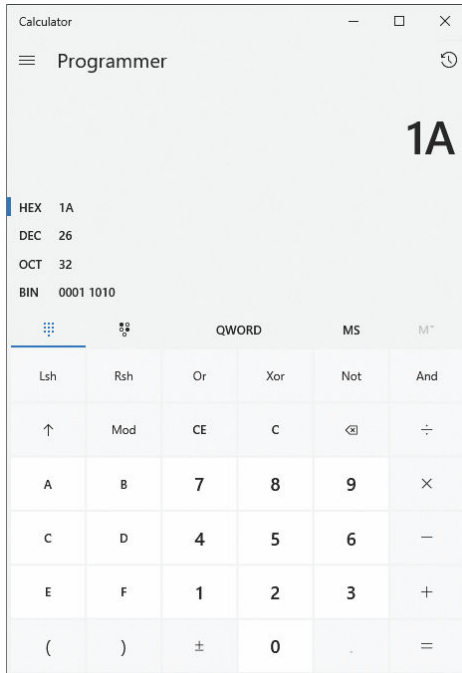 Calculator
Programmer
1A
HEX 1A
DEC 26
OCT 32
BIN 0001 1010
QWORD MS M˅
Lsh Rsh Or Xor Not And
↑ Mod CE C ⌫ ÷
A B 7 8 9 ×
C D 4 5 6 −
E F 1 2 3 +
( ) ± 0 . =